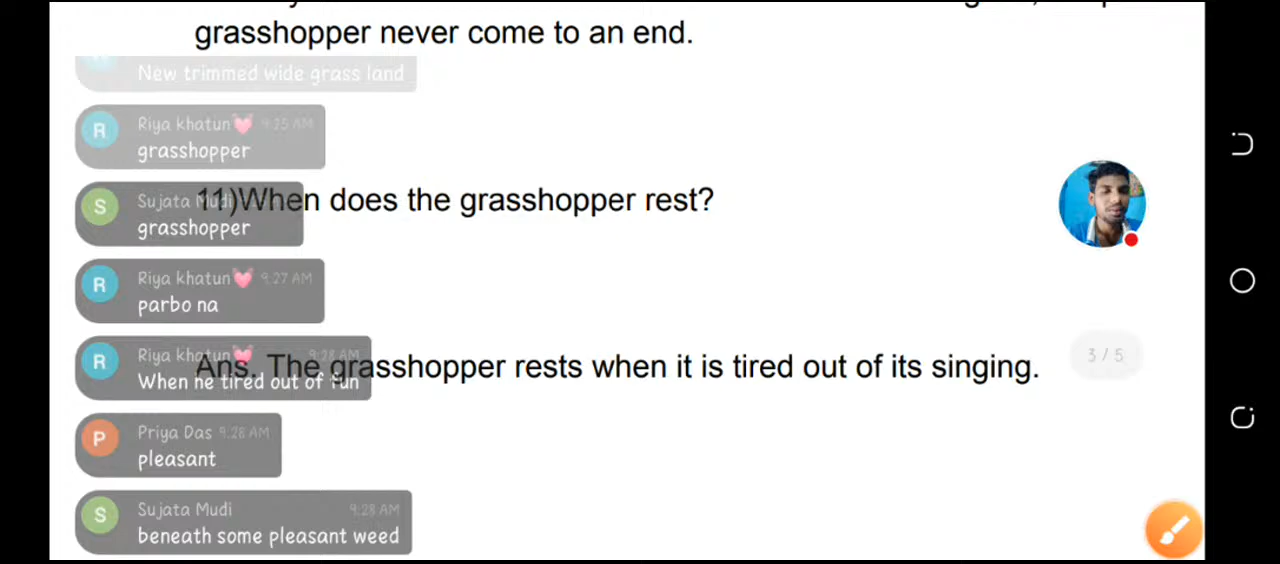 grasshopper never come to an end.
New trimmed wide grass land
R
Riya khatun 9:25 AM
grasshopper
S
Sujata Mudi
grasshopper
11)When does the grasshopper rest?
R
Riya khatun 9:27 AM
parbo na
R
Riya khatun 9:28 AM
When he tired out of fun
Ans. The grasshopper rests when it is tired out of its singing.
3 / 5
P
Priya Das 9:28 AM
pleasant
S
Sujata Mudi 9:28 AM
beneath some pleasant weed